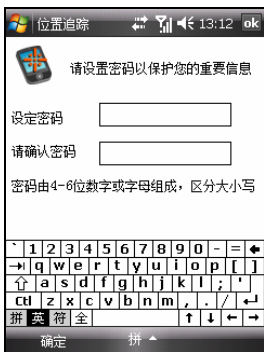 位置追踪 13:12 ok
请设置密码以保护您的重要信息
设定密码
请确认密码
密码由4-6位数字或字母组成，区分大小写
` 1 2 3 4 5 6 7 8 9 0 - =
q w e r t y u i o p [ ]
a s d f g h j k l ; '
Ctl z x c v b n m , . /
拼 英 符 全
确定 拼